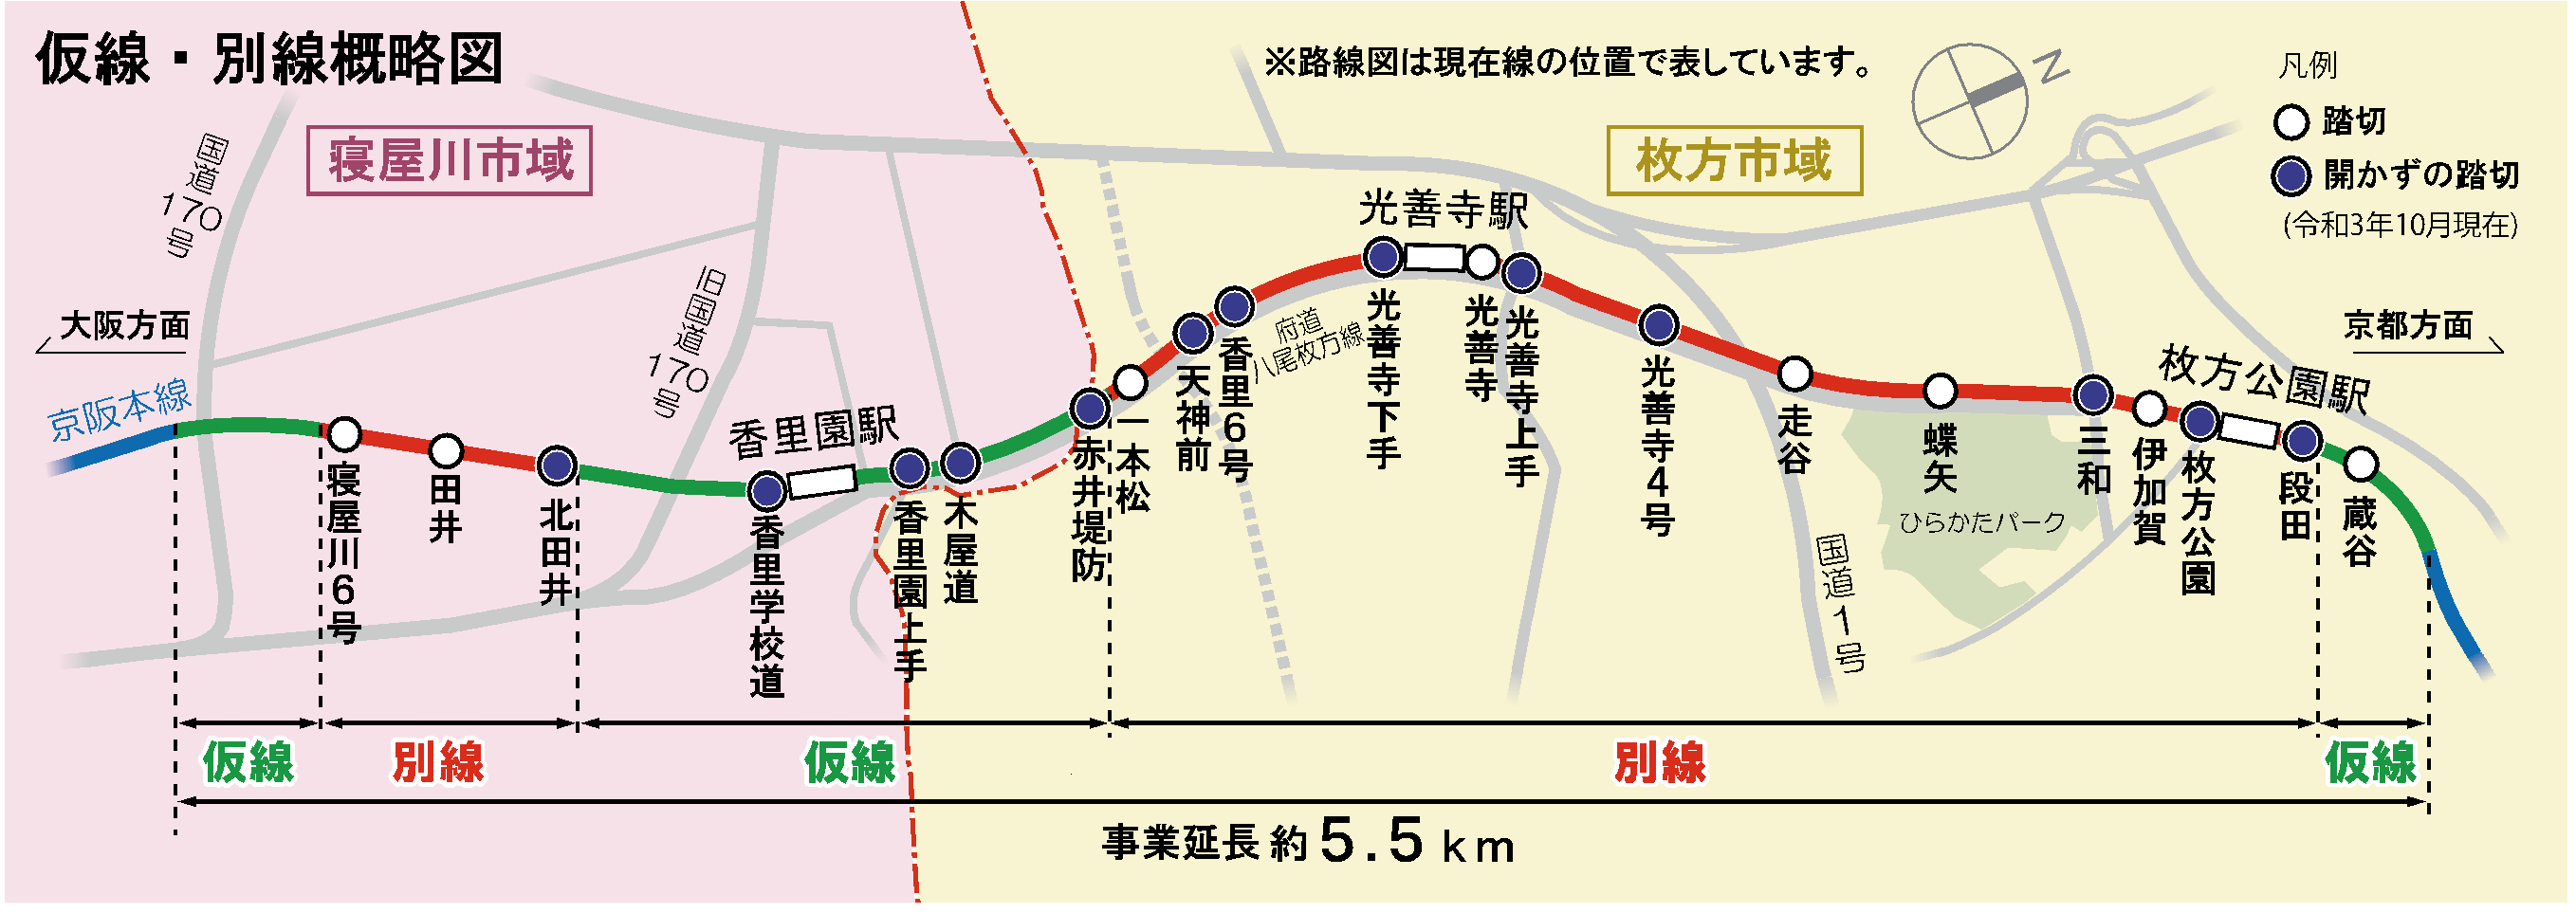 仮線・別線概略図
※路線図は現在線の位置で表しています。
N
凡例
踏切
開かずの踏切
(令和3年10月現在)
寝屋川市域
枚方市域
国道170号
旧国道170号
大阪方面
京都方面
京阪本線
香里園駅
光善寺駅
枚方公園駅
府道
八尾枚方線
寝屋川6号
田井
北田井
香里学校道
香里園上手
木屋道
赤井堤防
一本松
天神前
香里6号
光善寺下手
光善寺
光善寺上手
光善寺4号
走谷
蝶矢
三和
伊加賀
枚方公園
段田
蔵谷
ひらかたパーク
国道1号
仮線
別線
仮線
別線
仮線
事業延長 約5.5km